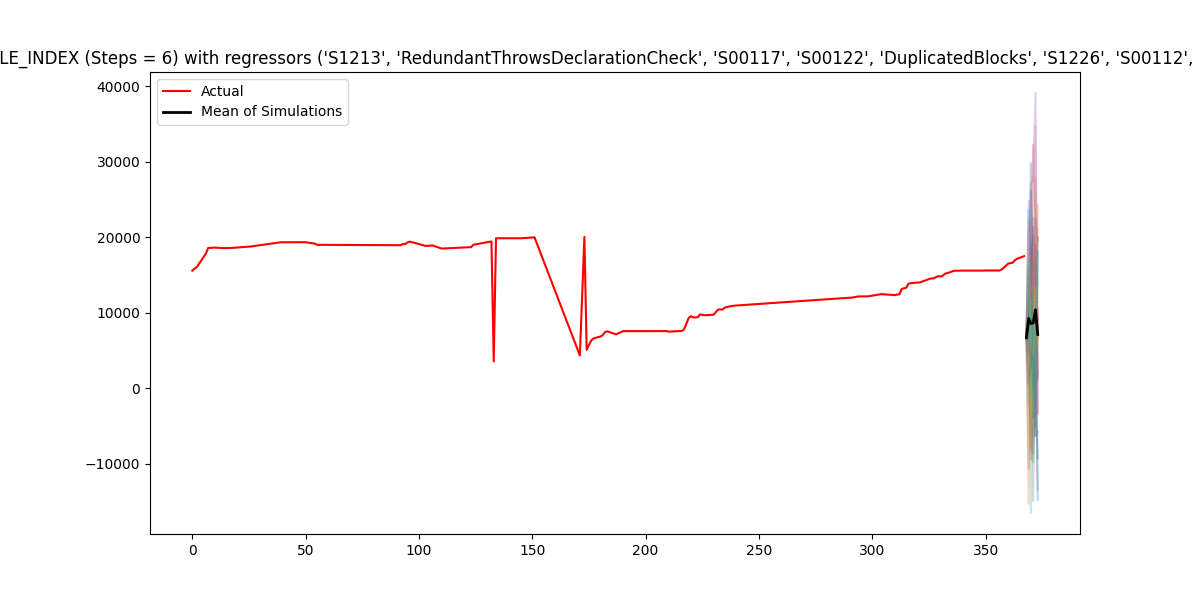 LE_INDEX (Steps = 6) with regressors ('S1213', 'RedundantThrowsDeclarationCheck', 'S00117', 'S00122', 'DuplicatedBlocks', 'S1226', 'S00112',
Actual
Mean of Simulations
40000
30000
20000
10000
0
−10000
0 50 100 150 200 250 300 350